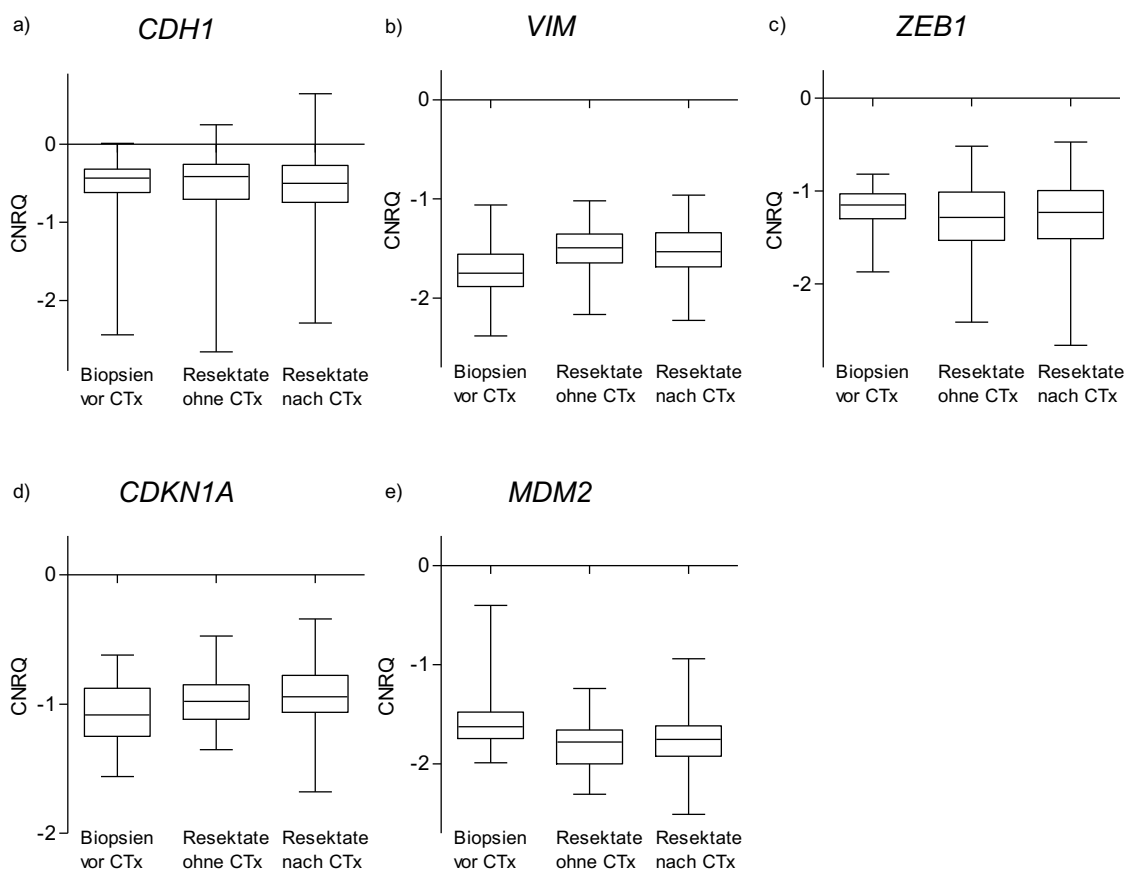 a)
CDH1
CNRQ
0
-1
-2
Biopsien
vor CTx
Resektate
ohne CTx
Resektate
nach CTx
b)
VIM
CNRQ
0
-1
-2
Biopsien
vor CTx
Resektate
ohne CTx
Resektate
nach CTx
c)
ZEB1
CNRQ
0
-1
-2
Biopsien
vor CTx
Resektate
ohne CTx
Resektate
nach CTx
d)
CDKN1A
CNRQ
0
-1
-2
Biopsien
vor CTx
Resektate
ohne CTx
Resektate
nach CTx
e)
MDM2
CNRQ
0
-1
-2
Biopsien
vor CTx
Resektate
ohne CTx
Resektate
nach CTx